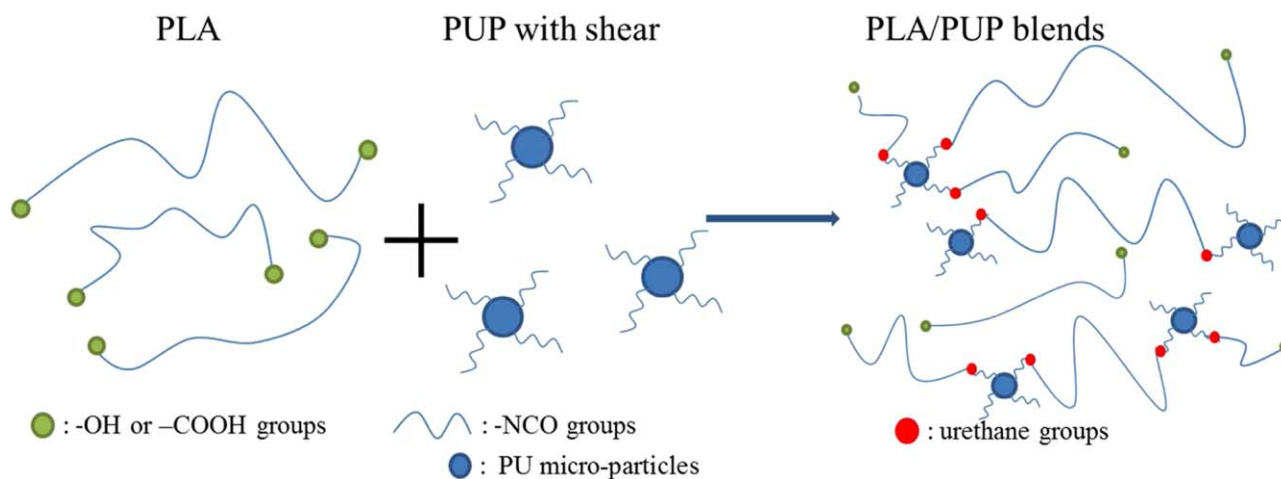 PLA
PUP with shear
PLA/PUP blends
: -OH or –COOH groups
: -NCO groups
: urethane groups
: PU micro-particles